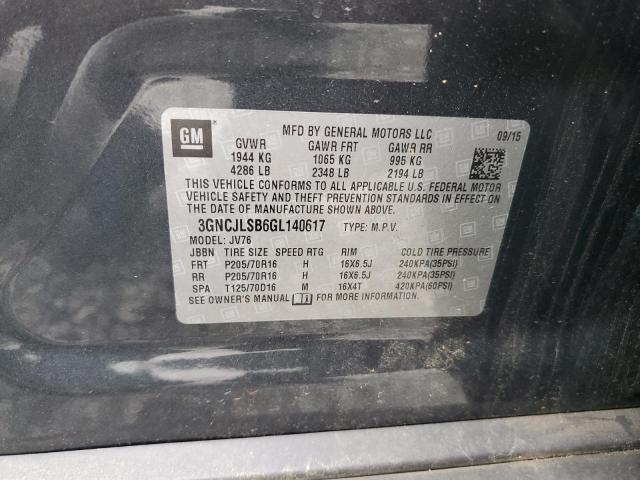 GM
MFD BY GENERAL MOTORS LLC 09/15
GVWR GAWR FRT GAWR RR
1944 KG 1065 KG 995 KG
4286 LB 2348 LB 2194 LB
THIS VEHICLE CONFORMS TO ALL APPLICABLE U.S. FEDERAL MOTOR
VEHICLE SAFETY, BUMPER, AND THEFT PREVENTION STANDARDS IN EFFECT ON
THE DATE OF MANUFACTURE SHOWN ABOVE.
3GNCJLSB6GL140617 TYPE: M.P.V.
MODEL: JV76
JBBN TIRE SIZE SPEED RTG RIM COLD TIRE PRESSURE
FRT P205/70R16 H 16X6.5J 240KPA(35PSI)
RR P205/70R16 H 16X6.5J 240KPA(35PSI)
SPA T125/70D16 M 16X4T 420KPA(60PSI)
SEE OWNER'S MANUAL FOR ADDITIONAL INFORMATION.